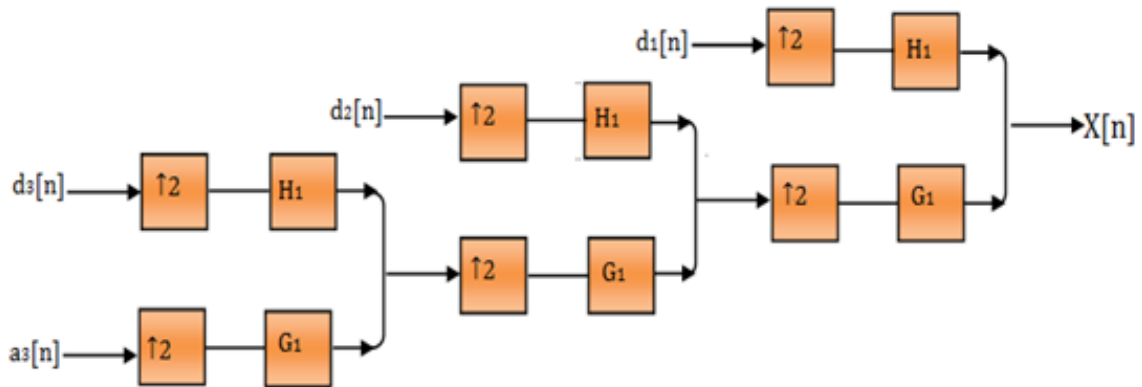 d1[n] ↑2 H1
d2[n] ↑2 H1 X[n]
d3[n] ↑2 H1 ↑2 G1
↑2 G1
a3[n] ↑2 G1